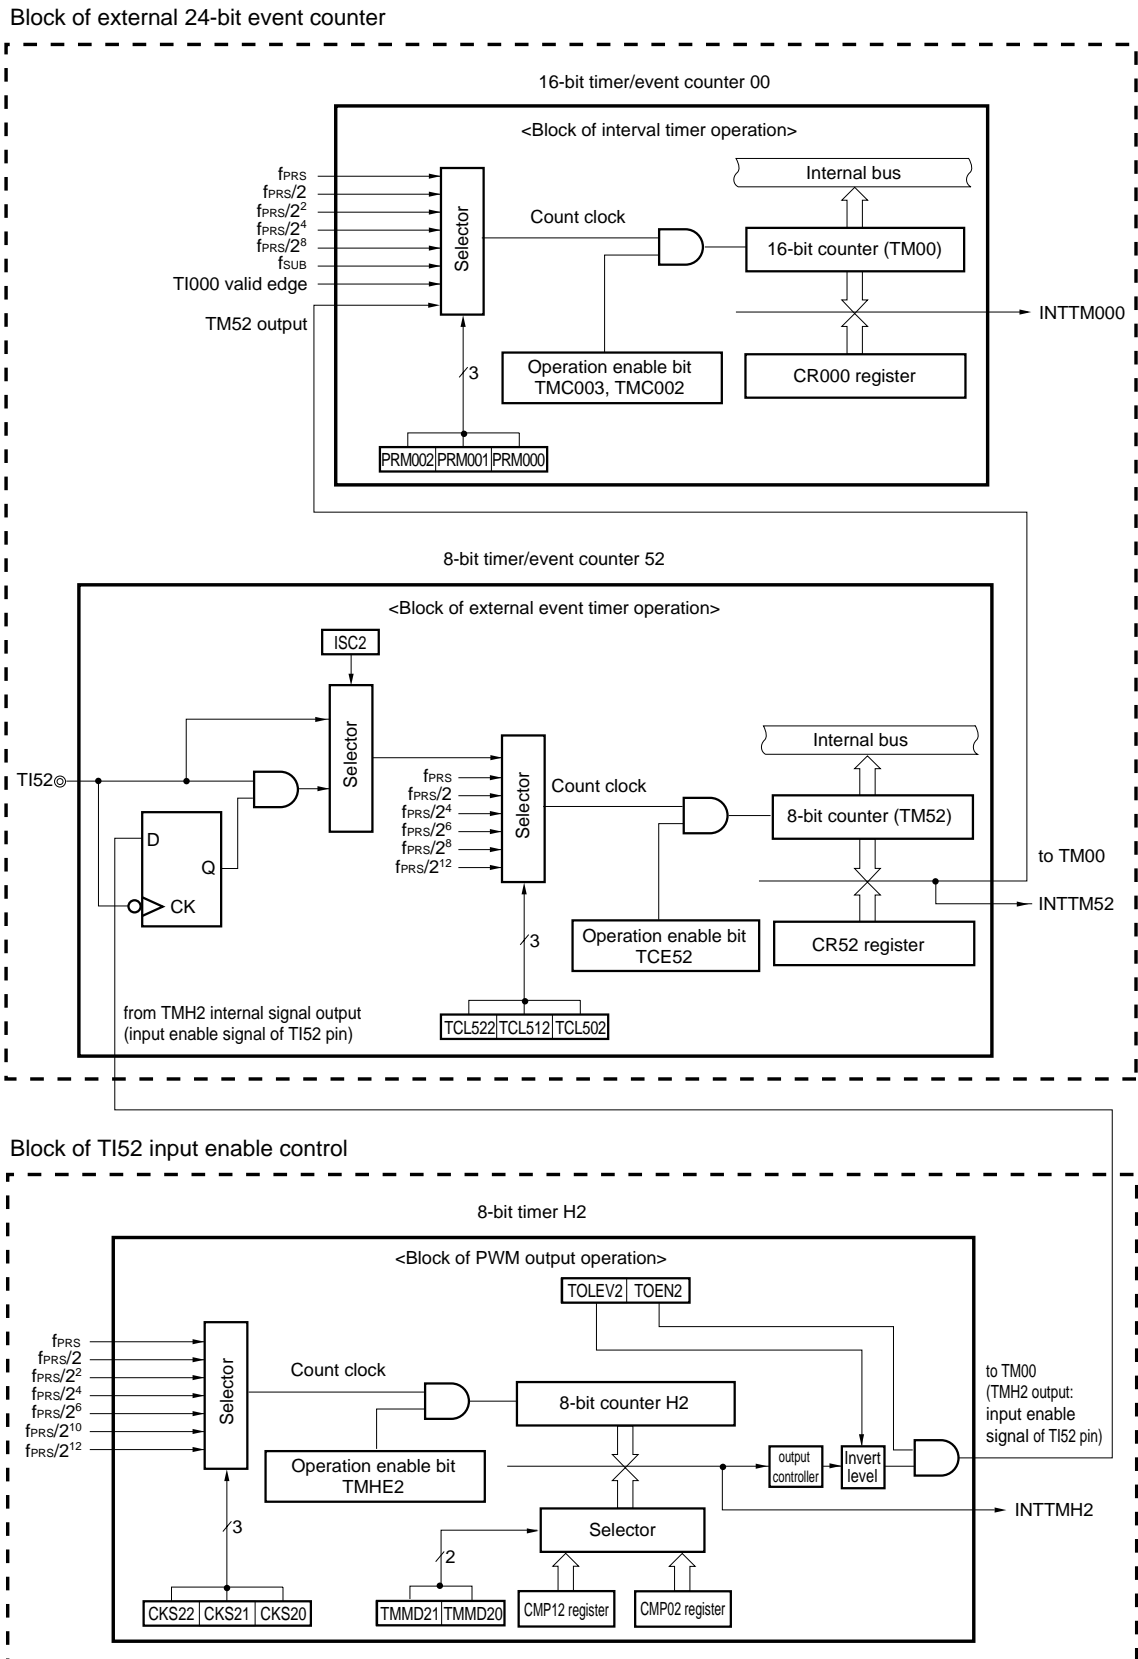 Block of external 24-bit event counter
16-bit timer/event counter 00
<Block of interval timer operation>
fPRS
fPRS/2
fPRS/2²
fPRS/2⁴
fPRS/2⁸
fSUB
TI000 valid edge
TM52 output
Selector
Count clock
Internal bus
16-bit counter (TM00)
INTTM000
Operation enable bit
TMC003, TMC002
CR000 register
3
PRM002 PRM001 PRM000
8-bit timer/event counter 52
<Block of external event timer operation>
ISC2
Selector
TI52
D
Q
CK
fPRS
fPRS/2
fPRS/2⁴
fPRS/2⁶
fPRS/2⁸
fPRS/2¹²
Selector
Count clock
Internal bus
8-bit counter (TM52)
to TM00
INTTM52
Operation enable bit
TCE52
CR52 register
3
from TMH2 internal signal output
(input enable signal of TI52 pin)
TCL522 TCL512 TCL502
Block of TI52 input enable control
8-bit timer H2
<Block of PWM output operation>
TOLEV2 TOEN2
fPRS
fPRS/2
fPRS/2²
fPRS/2⁴
fPRS/2⁶
fPRS/2¹⁰
fPRS/2¹²
Selector
Count clock
8-bit counter H2
to TM00
(TMH2 output:
input enable
signal of TI52 pin)
Operation enable bit
TMHE2
output
controller
Invert
level
INTTMH2
3
Selector
2
CKS22 CKS21 CKS20
TMMD21 TMMD20
CMP12 register
CMP02 register